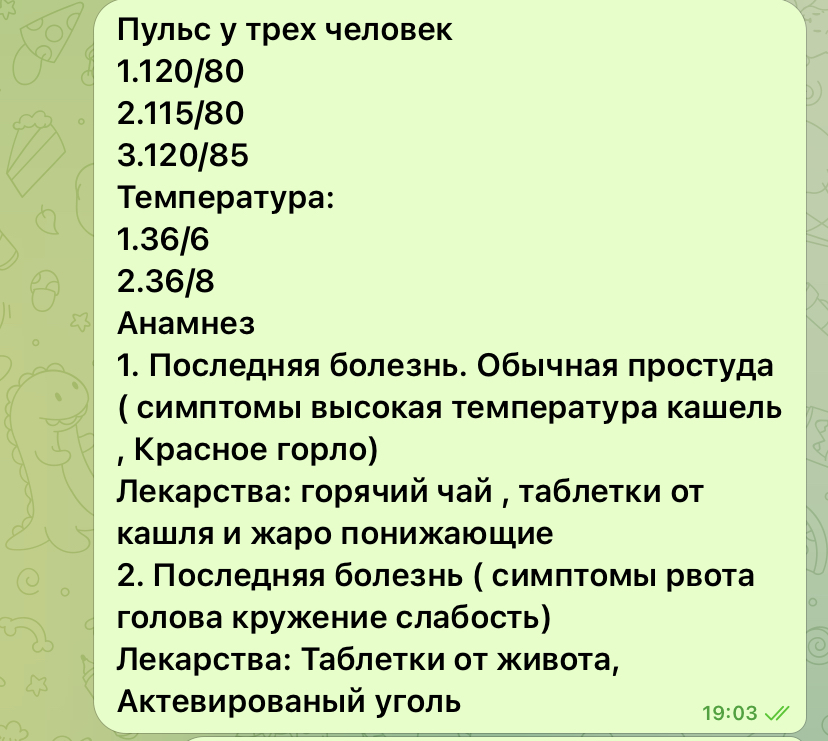 Пульс у трех человек
1.120/80
2.115/80
3.120/85
Температура:
1.36/6
2.36/8
Анамнез
1. Последняя болезнь. Обычная простуда
( симптомы высокая температура кашель
, Красное горло)
Лекарства: горячий чай , таблетки от
кашля и жаро понижающие
2. Последняя болезнь ( симптомы рвота
голова кружение слабость)
Лекарства: Таблетки от живота,
Актевированый уголь
19:03